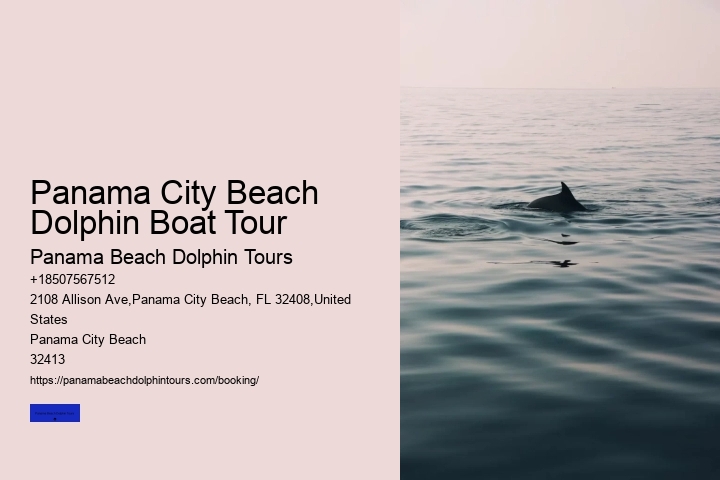 Panama City Beach
Dolphin Boat Tour
Panama Beach Dolphin Tours
+18507567512
2108 Allison Ave,Panama City Beach, FL 32408,United
States
Panama City Beach
32413
https://panamabeachdolphintours.com/booking/